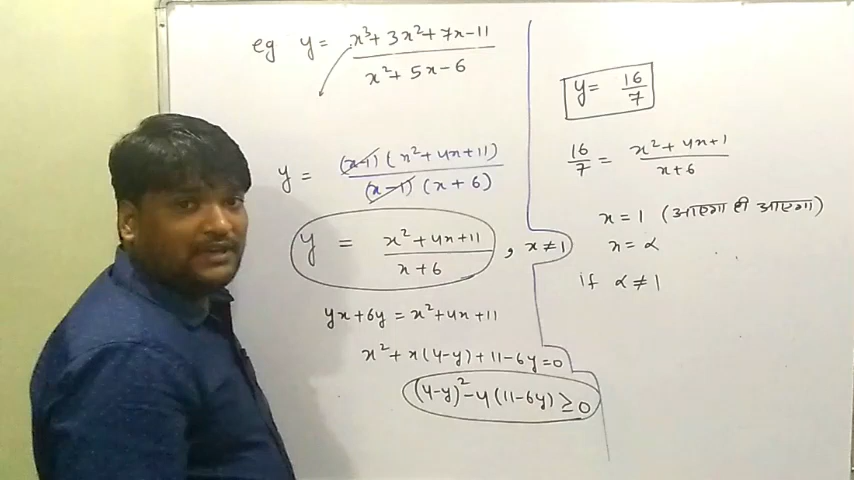 eg y = x³ + 3x² + 7x - 11 / x² + 5x - 6
y = (x-1) (x² + 4x + 11) / (x-1) (x + 6)
y = x² + 4x + 11 / x + 6 , x ≠ 1
yx + 6y = x² + 4x + 11
x² + x(4-y) + 11 - 6y = 0
(4-y)² - 4(11-6y) ≥ 0
y = 16/7
16/7 = x² + 4x + 1 / x + 6
x = 1 (आएगा ही आएगा)
x = α
if α ≠ 1